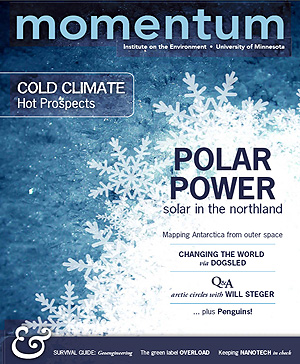 momentum
Institute on the Environment • University of Minnesota
COLD CLIMATE
Hot Prospects
POLAR
POWER
solar in the northland
Mapping Antarctica from outer space
CHANGING THE WORLD
via DOGSLED
Q&A
arctic circles with WILL STEGER
... plus Penguins!
&
SURVIVAL GUIDE: Geoengineering The green label OVERLOAD Keeping NANOTECH in check